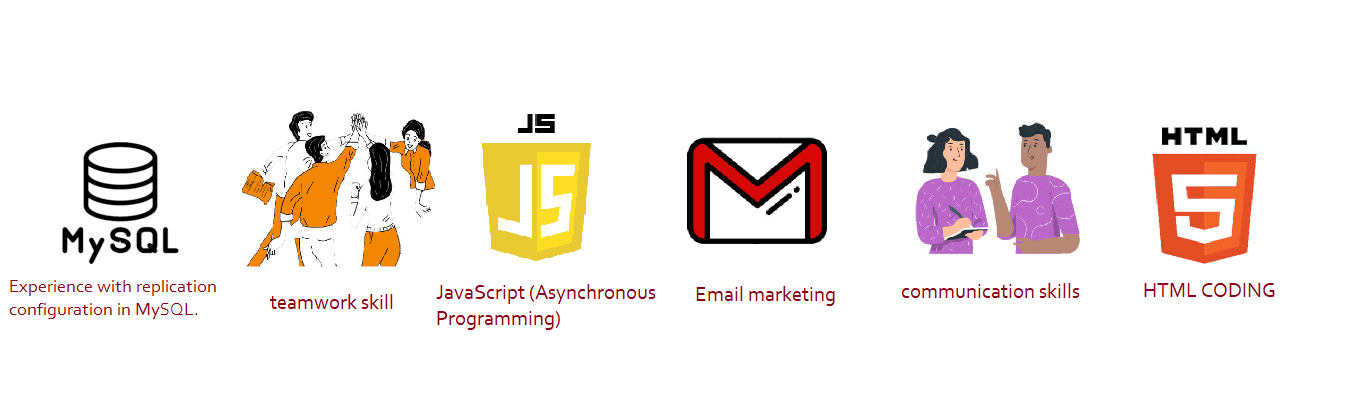 MySQL
Experience with replication
configuration in MySQL.
teamwork skill
JS
JS
JavaScript (Asynchronous
Programming)
Email marketing
communication skills
HTML
5
HTML CODING